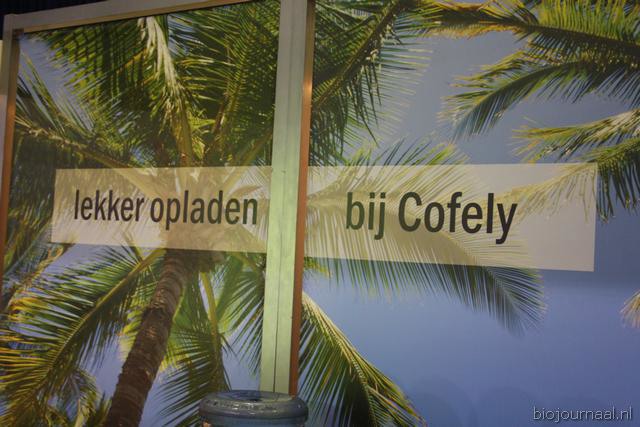 lekker opladen bij Cofely
biojournaal.nl